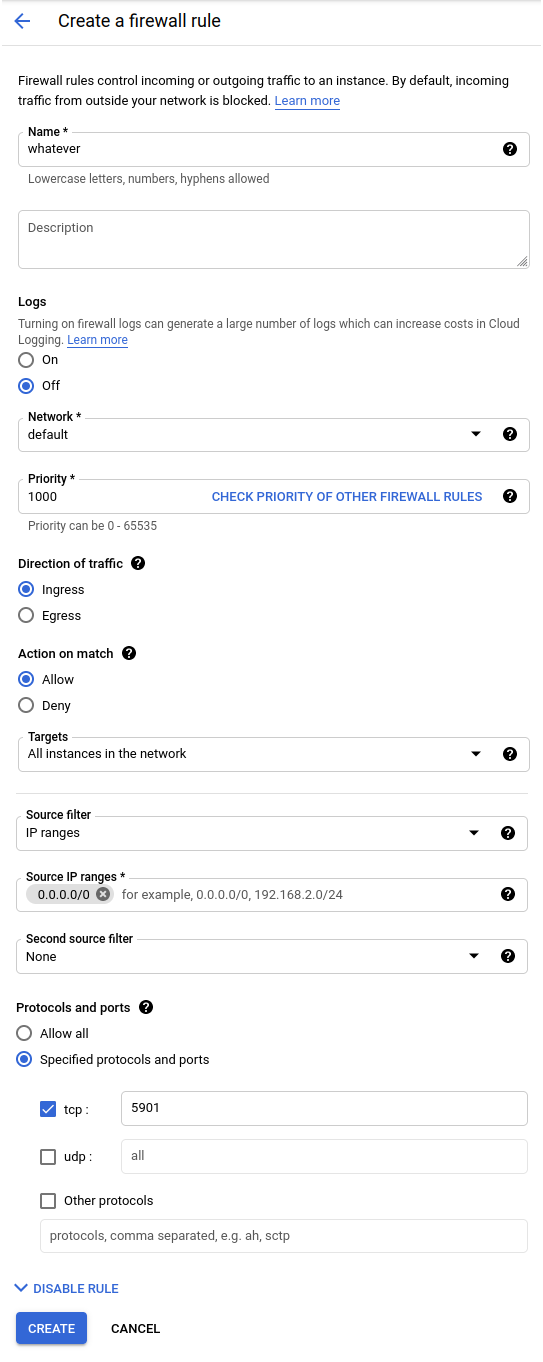 Create a firewall rule
Firewall rules control incoming or outgoing traffic to an instance. By default, incoming
traffic from outside your network is blocked. Learn more
Name *
whatever
Lowercase letters, numbers, hyphens allowed
Description
Logs
Turning on firewall logs can generate a large number of logs which can increase costs in Cloud
Logging. Learn more
On
Off
Network *
default
Priority *
1000 CHECK PRIORITY OF OTHER FIREWALL RULES
Priority can be 0 - 65535
Direction of traffic
Ingress
Egress
Action on match
Allow
Deny
Targets
All instances in the network
Source filter
IP ranges
Source IP ranges *
0.0.0.0/0 for example, 0.0.0.0/0, 192.168.2.0/24
Second source filter
None
Protocols and ports
Allow all
Specified protocols and ports
tcp : 5901
udp : all
Other protocols
protocols, comma separated, e.g. ah, sctp
DISABLE RULE
CREATE CANCEL